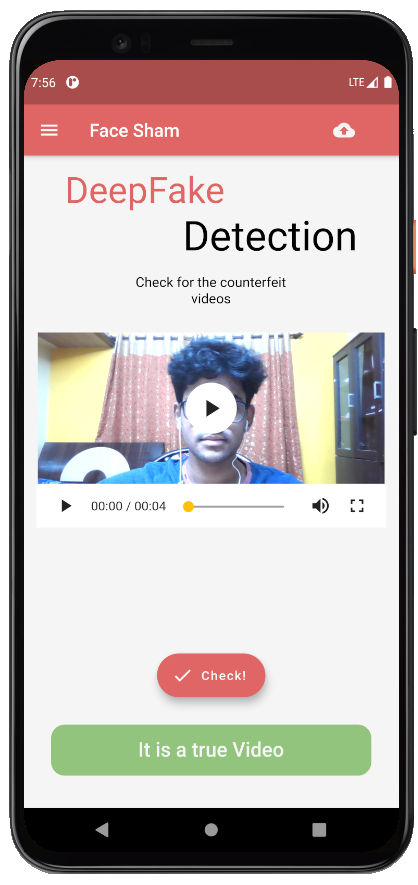 7:56
LTE
Face Sham
DeepFake
Detection
Check for the counterfeit
videos
00:00 / 00:04
Check!
It is a true Video